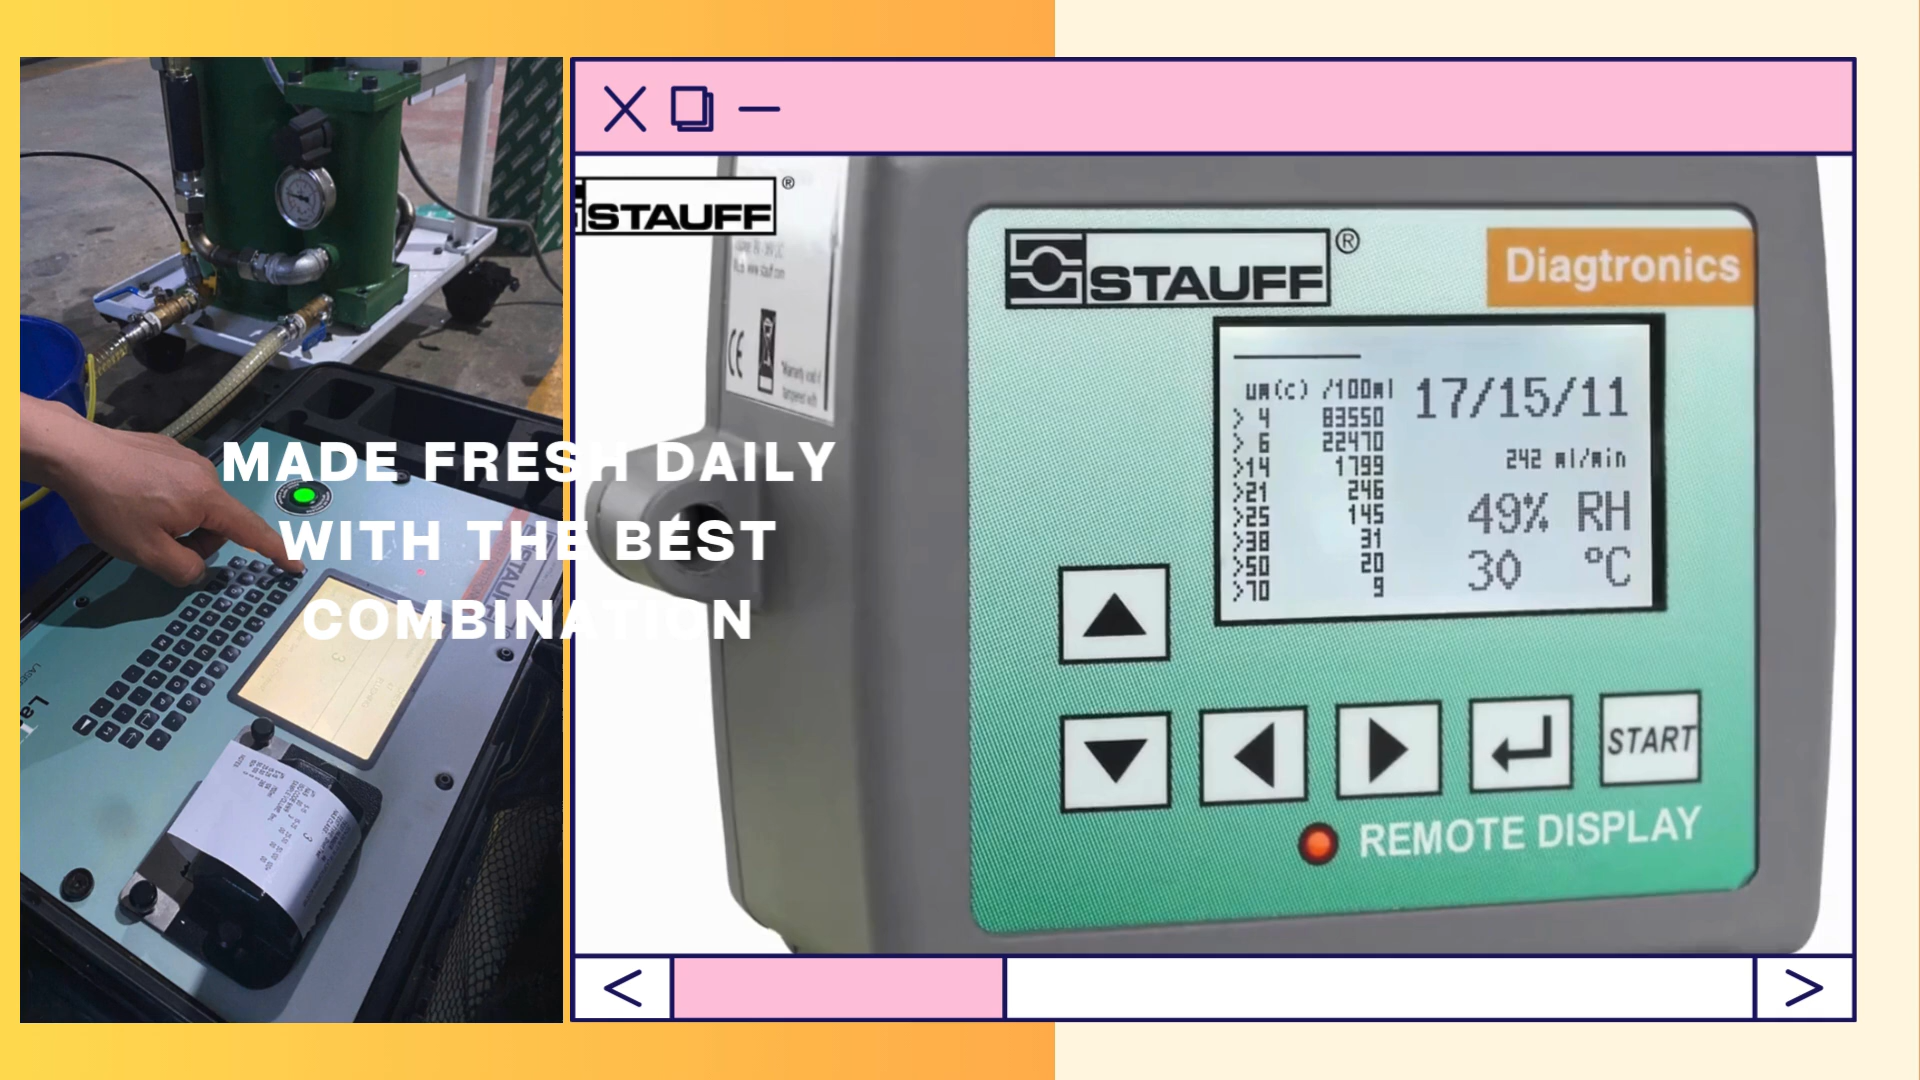 STAUFF®
STAUFF®
Diagtronics
um(c) /100ml
17/15/11
> 4 83550
> 6 22470
>14 1799
242 ml/min
>21 246
>25 145
49% RH
>38 31
>50 20
30 °C
>70 9
START
REMOTE DISPLAY
MADE FRESH DAILY
WITH THE BEST
COMBINATION
CE